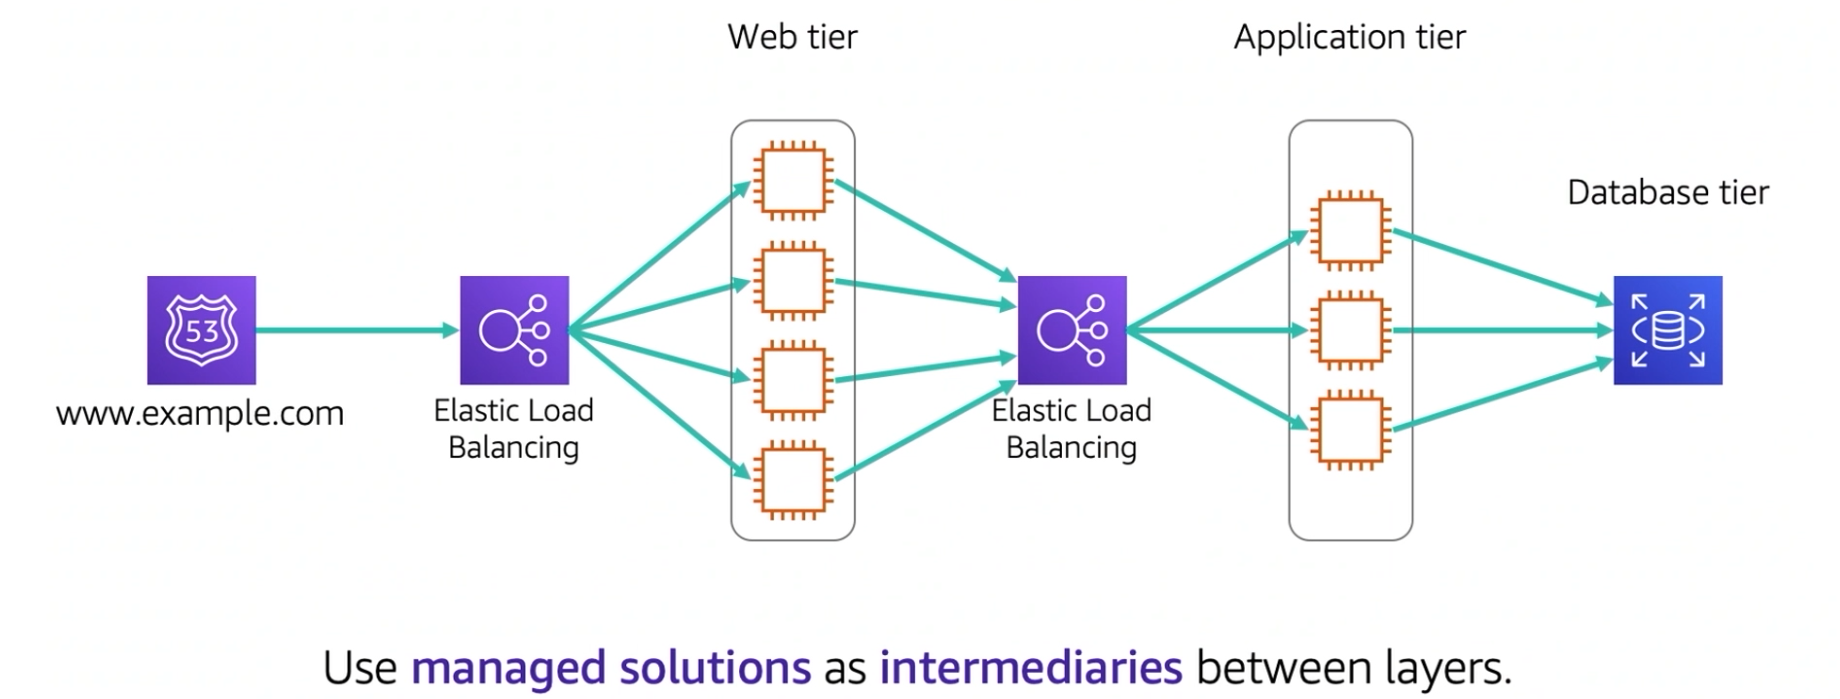 Web tier
Application tier
Database tier
53
www.example.com
Elastic Load
Balancing
Elastic Load
Balancing
Use managed solutions as intermediaries between layers.